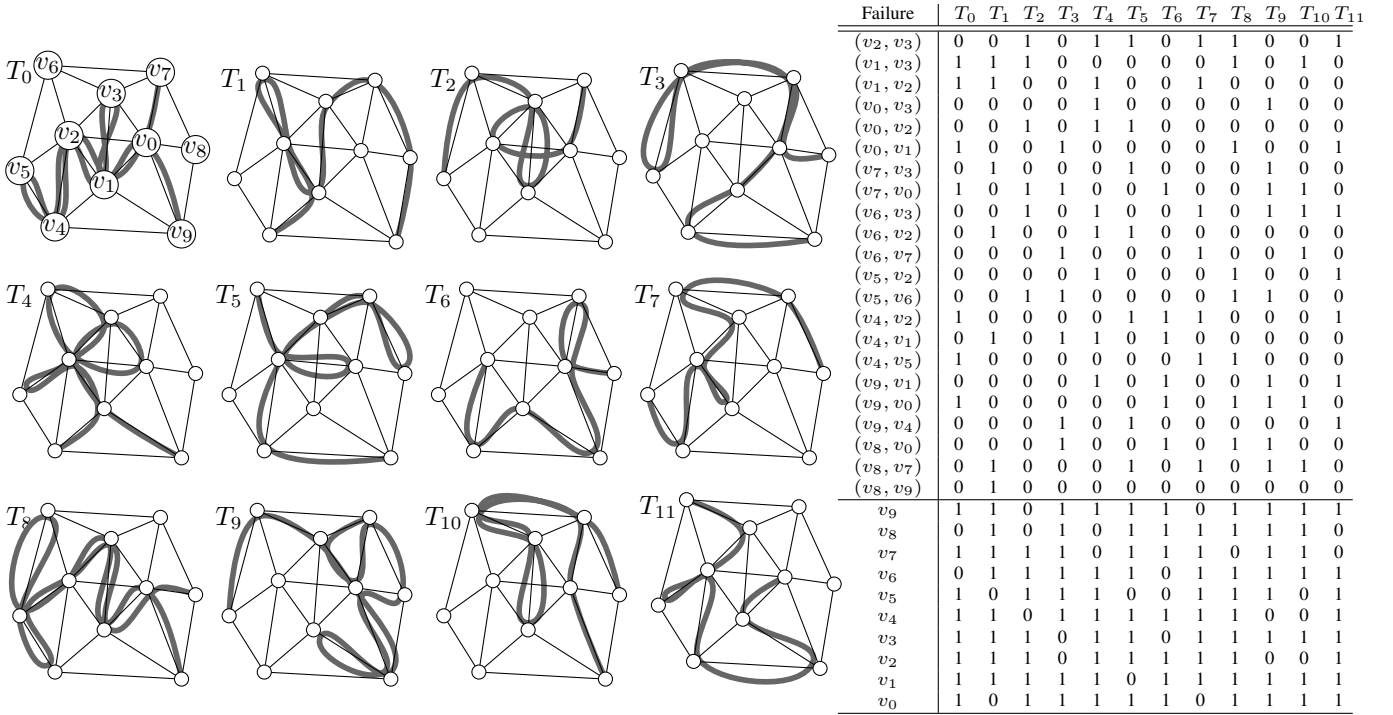 T0 v6 v7 v3 v2 v0 v8 v5 v1 v4 v9
T1
T2
T3
T4
T5
T6
T7
T8
T9
T10
T11
Failure T0 T1 T2 T3 T4 T5 T6 T7 T8 T9 T10 T11
(v2, v3) 0 0 1 0 1 1 0 1 1 0 0 1
(v1, v3) 1 1 1 0 0 0 0 0 1 0 1 0
(v1, v2) 1 1 0 0 1 0 0 1 0 0 0 0
(v0, v3) 0 0 0 0 1 0 0 0 0 1 0 0
(v0, v2) 0 0 1 0 1 1 0 0 0 0 0 0
(v0, v1) 1 0 0 1 0 0 0 0 1 0 0 1
(v7, v3) 0 1 0 0 0 1 0 0 0 1 0 0
(v7, v0) 1 0 1 1 0 0 1 0 0 1 1 0
(v6, v3) 0 0 1 0 1 0 0 1 0 1 1 1
(v6, v2) 0 1 0 0 1 1 0 0 0 0 0 0
(v6, v7) 0 0 0 1 0 0 0 1 0 0 1 0
(v5, v2) 0 0 0 0 1 0 0 0 1 0 0 1
(v5, v6) 0 0 1 1 0 0 0 0 1 1 0 0
(v4, v2) 1 0 0 0 0 1 1 1 0 0 0 1
(v4, v1) 0 1 0 1 1 0 1 0 0 0 0 0
(v4, v5) 1 0 0 0 0 0 0 1 1 0 0 0
(v9, v1) 0 0 0 0 1 0 1 0 0 1 0 1
(v9, v0) 1 0 0 0 0 0 1 0 1 1 1 0
(v9, v4) 0 0 0 1 0 1 0 0 0 0 0 1
(v8, v0) 0 0 0 1 0 0 1 0 1 1 0 0
(v8, v7) 0 1 0 0 0 1 0 1 0 1 1 0
(v8, v9) 0 1 0 0 0 0 0 0 0 0 0 0
v9 1 1 0 1 1 1 1 0 1 1 1 1
v8 0 1 0 1 0 1 1 1 1 1 1 0
v7 1 1 1 1 0 1 1 1 0 1 1 0
v6 0 1 1 1 1 1 0 1 1 1 1 1
v5 1 0 1 1 1 0 0 1 1 1 0 1
v4 1 1 0 1 1 1 1 1 1 0 0 1
v3 1 1 1 0 1 1 0 1 1 1 1 1
v2 1 1 1 0 1 1 1 1 1 0 0 1
v1 1 1 1 1 1 0 1 1 1 1 1 1
v0 1 0 1 1 1 1 1 0 1 1 1 1